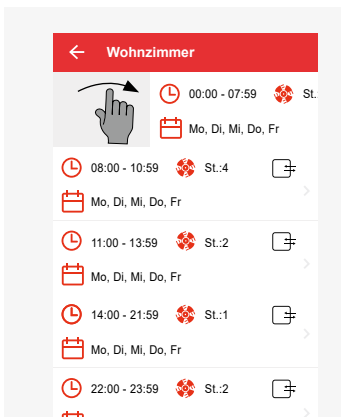 Wohnzimmer
00:00 - 07:59 St.
Mo, Di, Mi, Do, Fr
08:00 - 10:59 St.:4
Mo, Di, Mi, Do, Fr
11:00 - 13:59 St.:2
Mo, Di, Mi, Do, Fr
14:00 - 21:59 St.:1
Mo, Di, Mi, Do, Fr
22:00 - 23:59 St.:2